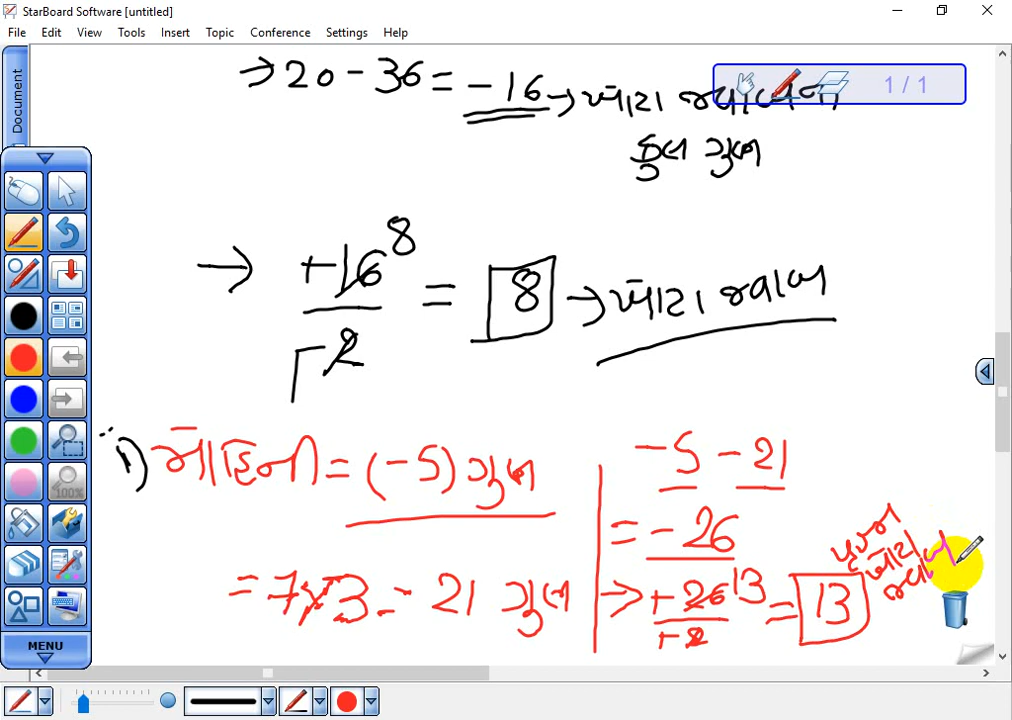 StarBoard Software [untitled]
File Edit View Tools Insert Topic Conference Settings Help
Document
1 / 1
→ 20 - 36 = -16 → ખોટા જવાબના
કુલ ગુણ
→ +16 8
2
= 8 → ખોટા જવાબ
i) મોહિની = (-5) ગુણ
= 7×3 = 21 ગુણ
-5 - 21
= -26
→ +26 13
2
= 13
ખોટા
જવાબ
100%
MENU